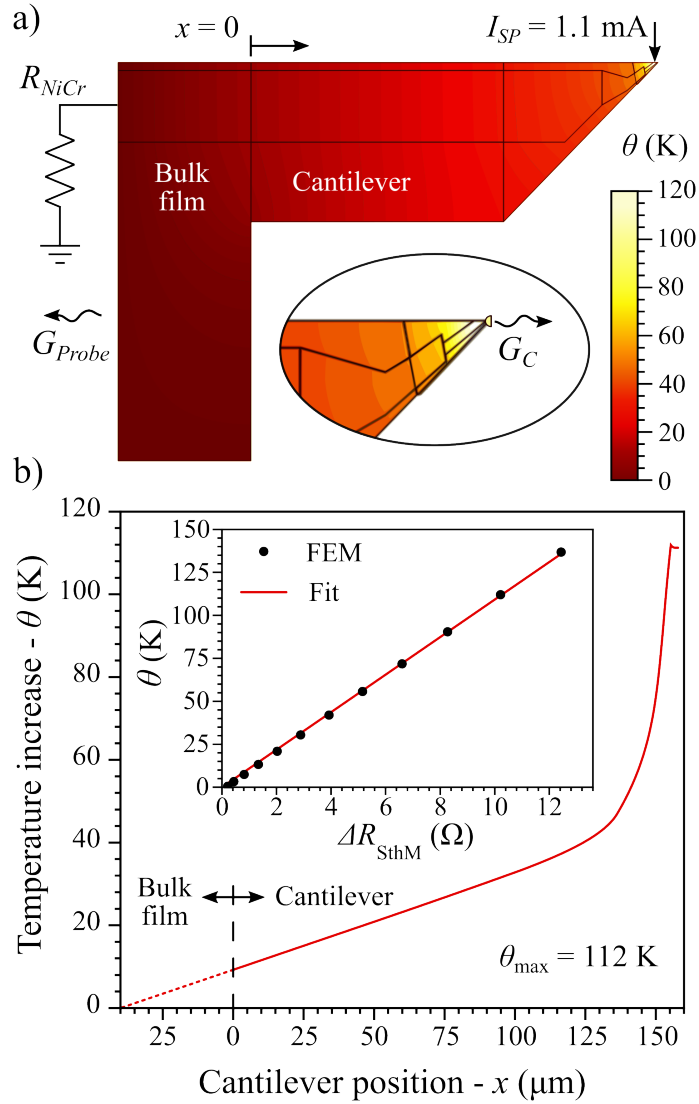 a)
x = 0
I_SP = 1.1 mA
R_NiCr
θ (K)
Bulk
film
Cantilever
120
100
80
60
40
20
0
G_Probe
G_C
b)
120
100
80
60
40
20
0
Temperature increase - θ (K)
150
125
100
75
50
25
0
θ (K)
FEM
Fit
0 2 4 6 8 10 12
ΔR_SthM (Ω)
Bulk
film
Cantilever
θ_max = 112 K
25 0 25 50 75 100 125 150
Cantilever position - x (μm)